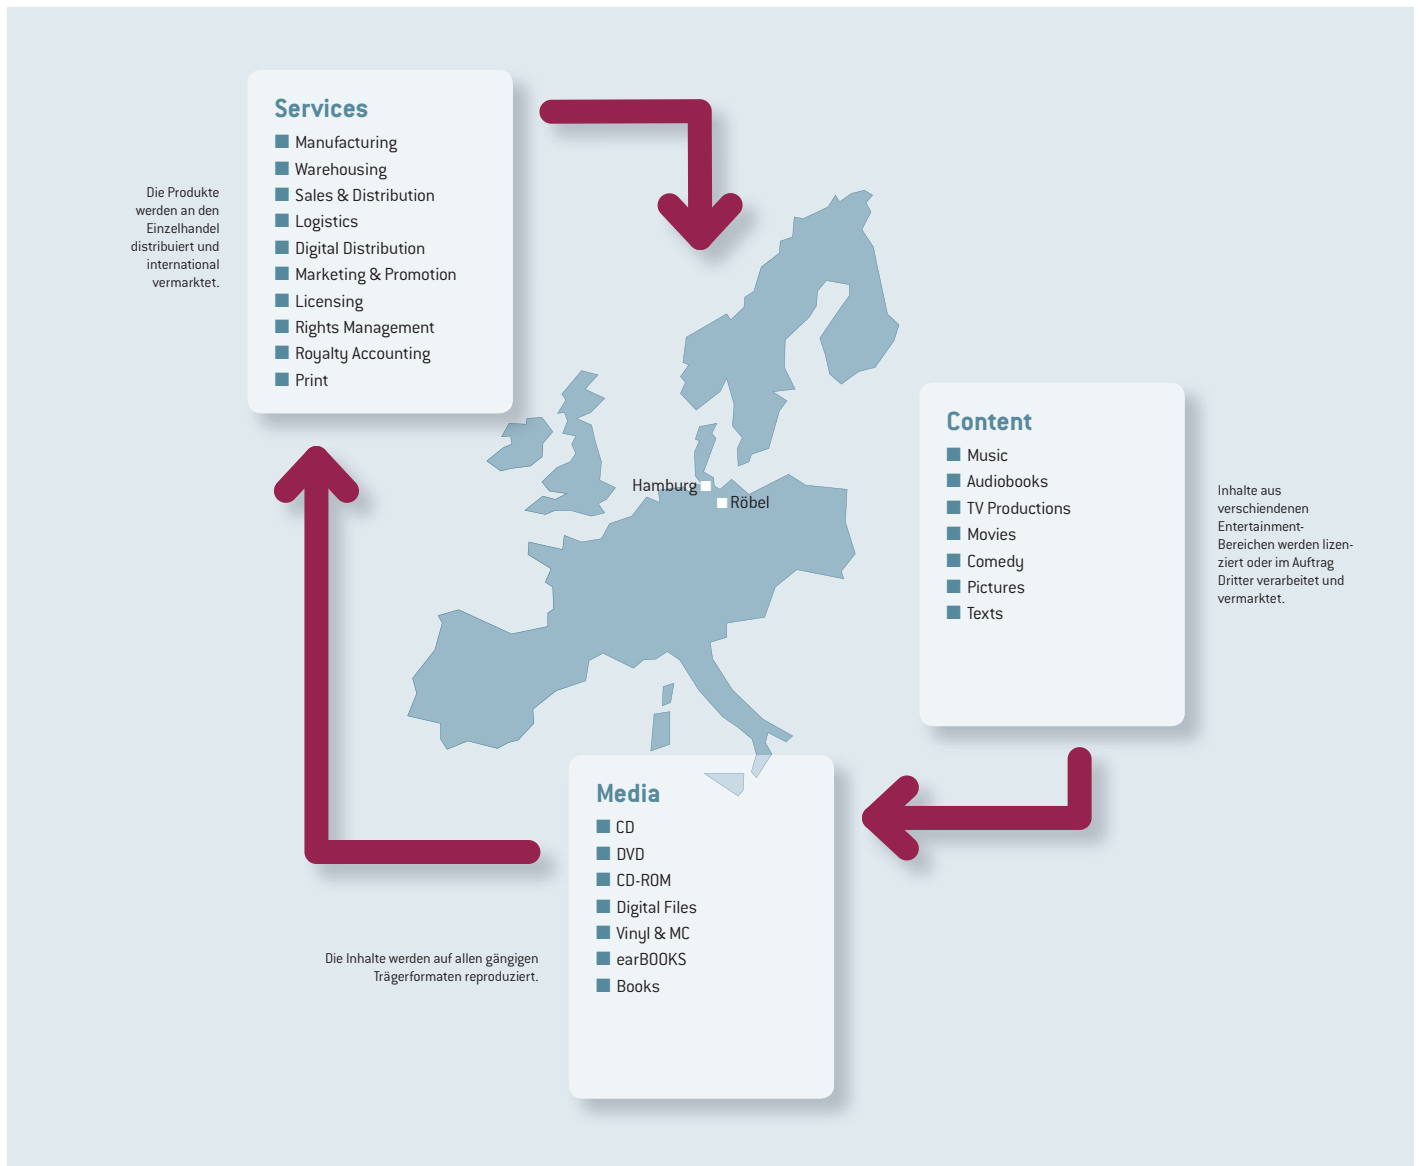 Services
Manufacturing
Warehousing
Sales & Distribution
Logistics
Digital Distribution
Marketing & Promotion
Licensing
Rights Management
Royalty Accounting
Print
Die Produkte
werden an den
Einzelhandel
distribuiert und
international
vermarktet.
Hamburg
Röbel
Content
Music
Audiobooks
TV Productions
Movies
Comedy
Pictures
Texts
Inhalte aus
verschiedenen
Entertainment-
Bereichen werden lizen-
ziert oder im Auftrag
Dritter verarbeitet und
vermarktet.
Media
CD
DVD
CD-ROM
Digital Files
Vinyl & MC
earBOOKS
Books
Die Inhalte werden auf allen gängigen
Trägerformaten reproduziert.